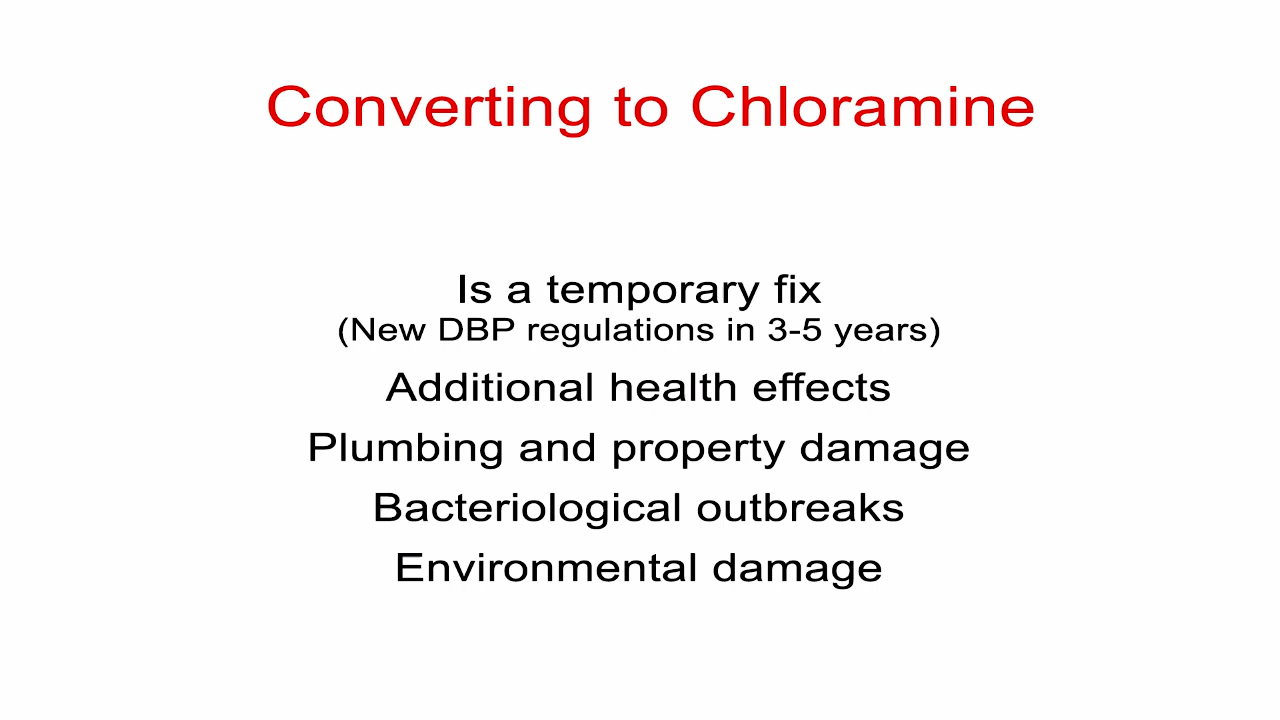 Converting to Chloramine
Is a temporary fix
(New DBP regulations in 3-5 years)
Additional health effects
Plumbing and property damage
Bacteriological outbreaks
Environmental damage